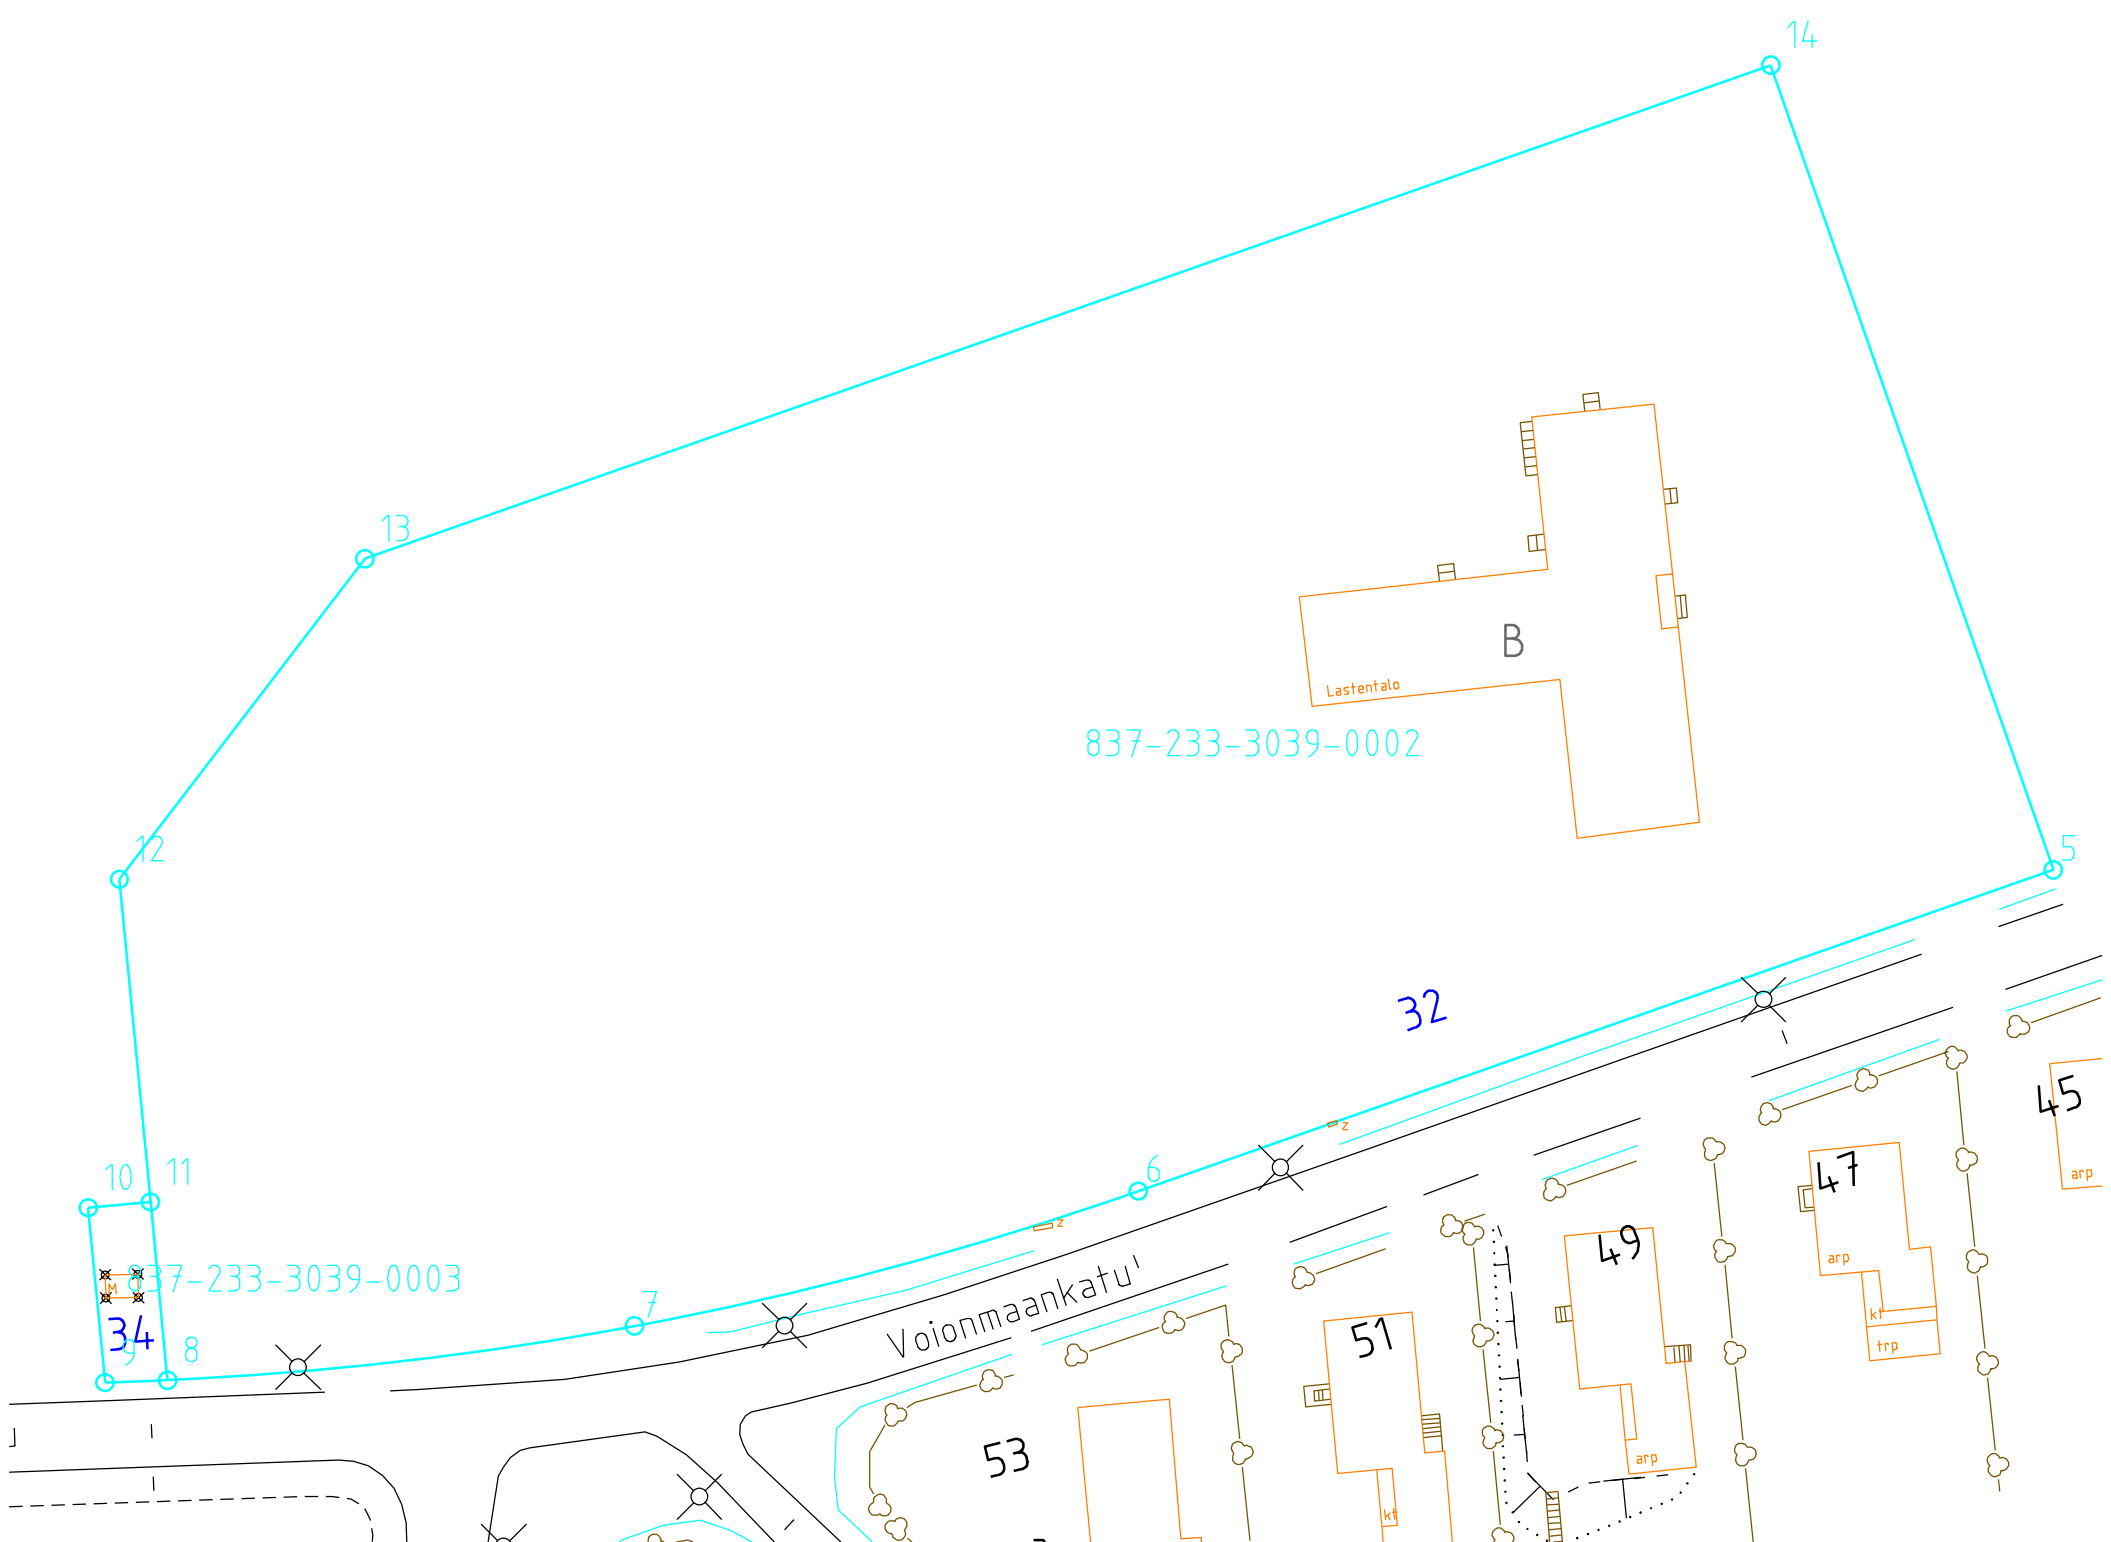 14
13
B
Lastentalo
837-233-3039-0002
12
5
32
45
arp
10
11
6
z
47
z
49
arp
837-233-3039-0003
M
7
Voionmaankatu'
kt
34
9
8
51
trp
53
arp
kt